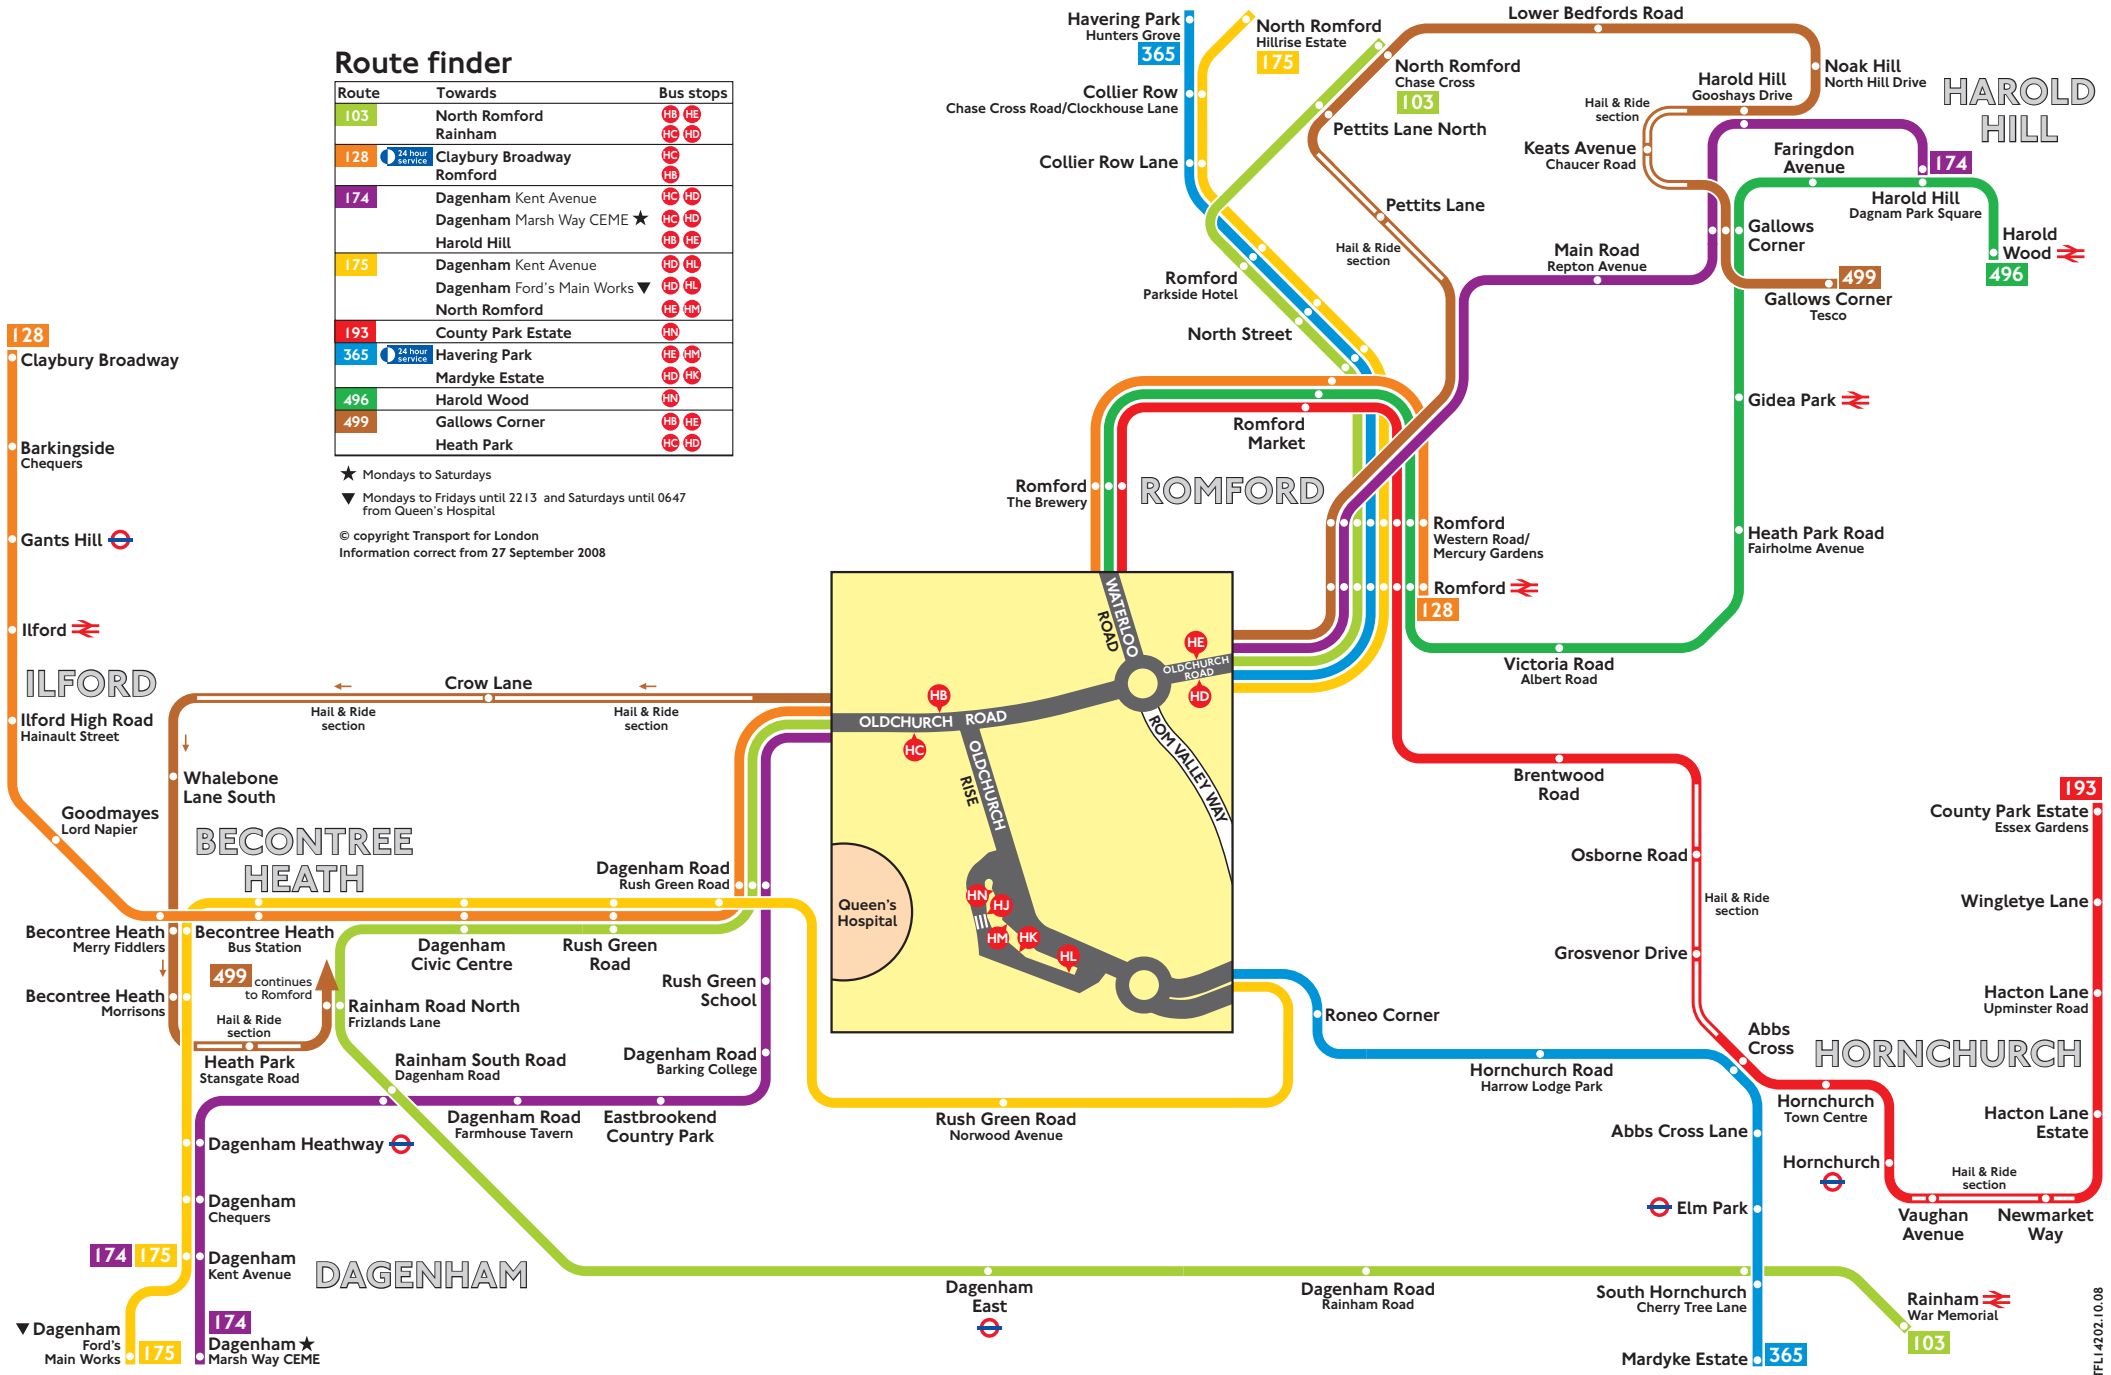 Route finder
Route Towards Bus stops
103 North Romford HB HE
Rainham HC HD
128 24 hour service Claybury Broadway HC
Romford HB
174 Dagenham Kent Avenue HC HD
Dagenham Marsh Way CEME ★ HC HD
Harold Hill HB HE
175 Dagenham Kent Avenue HD HL
Dagenham Ford's Main Works ▼ HD HL
North Romford HE HM
193 County Park Estate HN
365 24 hour service Havering Park HE HM
Mardyke Estate HD HK
496 Harold Wood HN
499 Gallows Corner HB HE
Heath Park HC HD
★ Mondays to Saturdays
▼ Mondays to Fridays until 2213 and Saturdays until 0647
from Queen's Hospital
© copyright Transport for London
Information correct from 27 September 2008
Havering Park
Hunters Grove
365
North Romford
Hillrise Estate
175
Collier Row
Chase Cross Road/Clockhouse Lane
Collier Row Lane
North Romford
Chase Cross
103
Pettits Lane North
Pettits Lane
Hail & Ride
section
Lower Bedfords Road
Noak Hill
North Hill Drive
Harold Hill
Gooshays Drive
Hail & Ride
section
Keats Avenue
Chaucer Road
HAROLD
HILL
Faringdon
Avenue
174
Harold Hill
Dagnam Park Square
Harold
Wood
496
Gallows
Corner
499
Gallows Corner
Tesco
Main Road
Repton Avenue
Romford
Parkside Hotel
North Street
Romford
Market
Romford
The Brewery
ROMFORD
Romford
Western Road/
Mercury Gardens
Romford
128
Gidea Park
Heath Park Road
Fairholme Avenue
Victoria Road
Albert Road
128
Claybury Broadway
Barkingside
Chequers
Gants Hill
Ilford
ILFORD
Ilford High Road
Hainault Street
Goodmayes
Lord Napier
Crow Lane
Hail & Ride
section
Hail & Ride
section
Whalebone
Lane South
BECONTREE
HEATH
Becontree Heath
Merry Fiddlers
Becontree Heath
Bus Station
Becontree Heath
Morrisons
499 continues
to Romford
Hail & Ride
section
Heath Park
Stansgate Road
Dagenham
Civic Centre
Rush Green
Road
Dagenham Road
Rush Green Road
Rainham Road North
Frizlands Lane
Rainham South Road
Dagenham Road
Rush Green
School
Dagenham Road
Barking College
Dagenham Road
Farmhouse Tavern
Eastbrookend
Country Park
Dagenham Heathway
Dagenham
Chequers
174 175
Dagenham
Kent Avenue
DAGENHAM
▼ Dagenham
Ford's
Main Works
175
174
Dagenham ★
Marsh Way CEME
WATERLOO
ROAD
HE
OLDCHURCH
ROAD
HD
HB
OLDCHURCH ROAD
HC
OLDCHURCH
RISE
ROM VALLEY WAY
Queen's
Hospital
HN
HJ
HM
HK
HL
Rush Green Road
Norwood Avenue
Roneo Corner
Hornchurch Road
Harrow Lodge Park
Brentwood
Road
Osborne Road
Hail & Ride
section
Grosvenor Drive
Abbs
Cross
HORNCHURCH
Hornchurch
Town Centre
Hornchurch
Hail & Ride
section
Vaughan
Avenue
Newmarket
Way
193
County Park Estate
Essex Gardens
Wingletye Lane
Hacton Lane
Upminster Road
Hacton Lane
Estate
Abbs Cross Lane
Elm Park
Dagenham
East
Dagenham Road
Rainham Road
South Hornchurch
Cherry Tree Lane
Mardyke Estate
365
Rainham
War Memorial
103
TFL14202.10.08